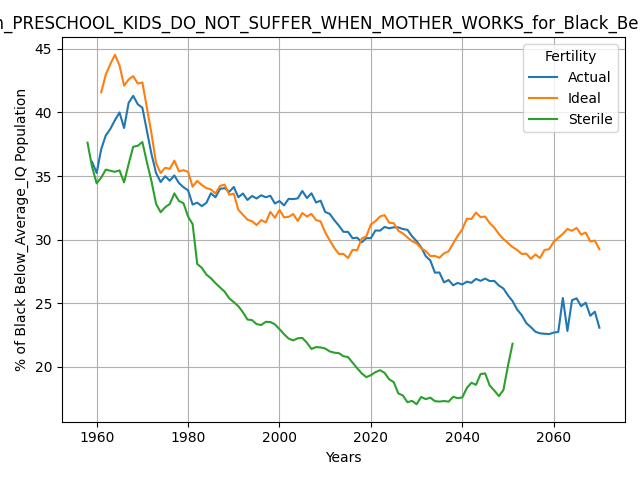 n_PRESCHOOL_KIDS_DO_NOT_SUFFER_WHEN_MOTHER_WORKS_for_Black_Be
% of Black Below_Average_IQ Population
45
40
35
30
25
20
1960
1980
2000
2020
2040
2060
Years
Fertility
Actual
Ideal
Sterile